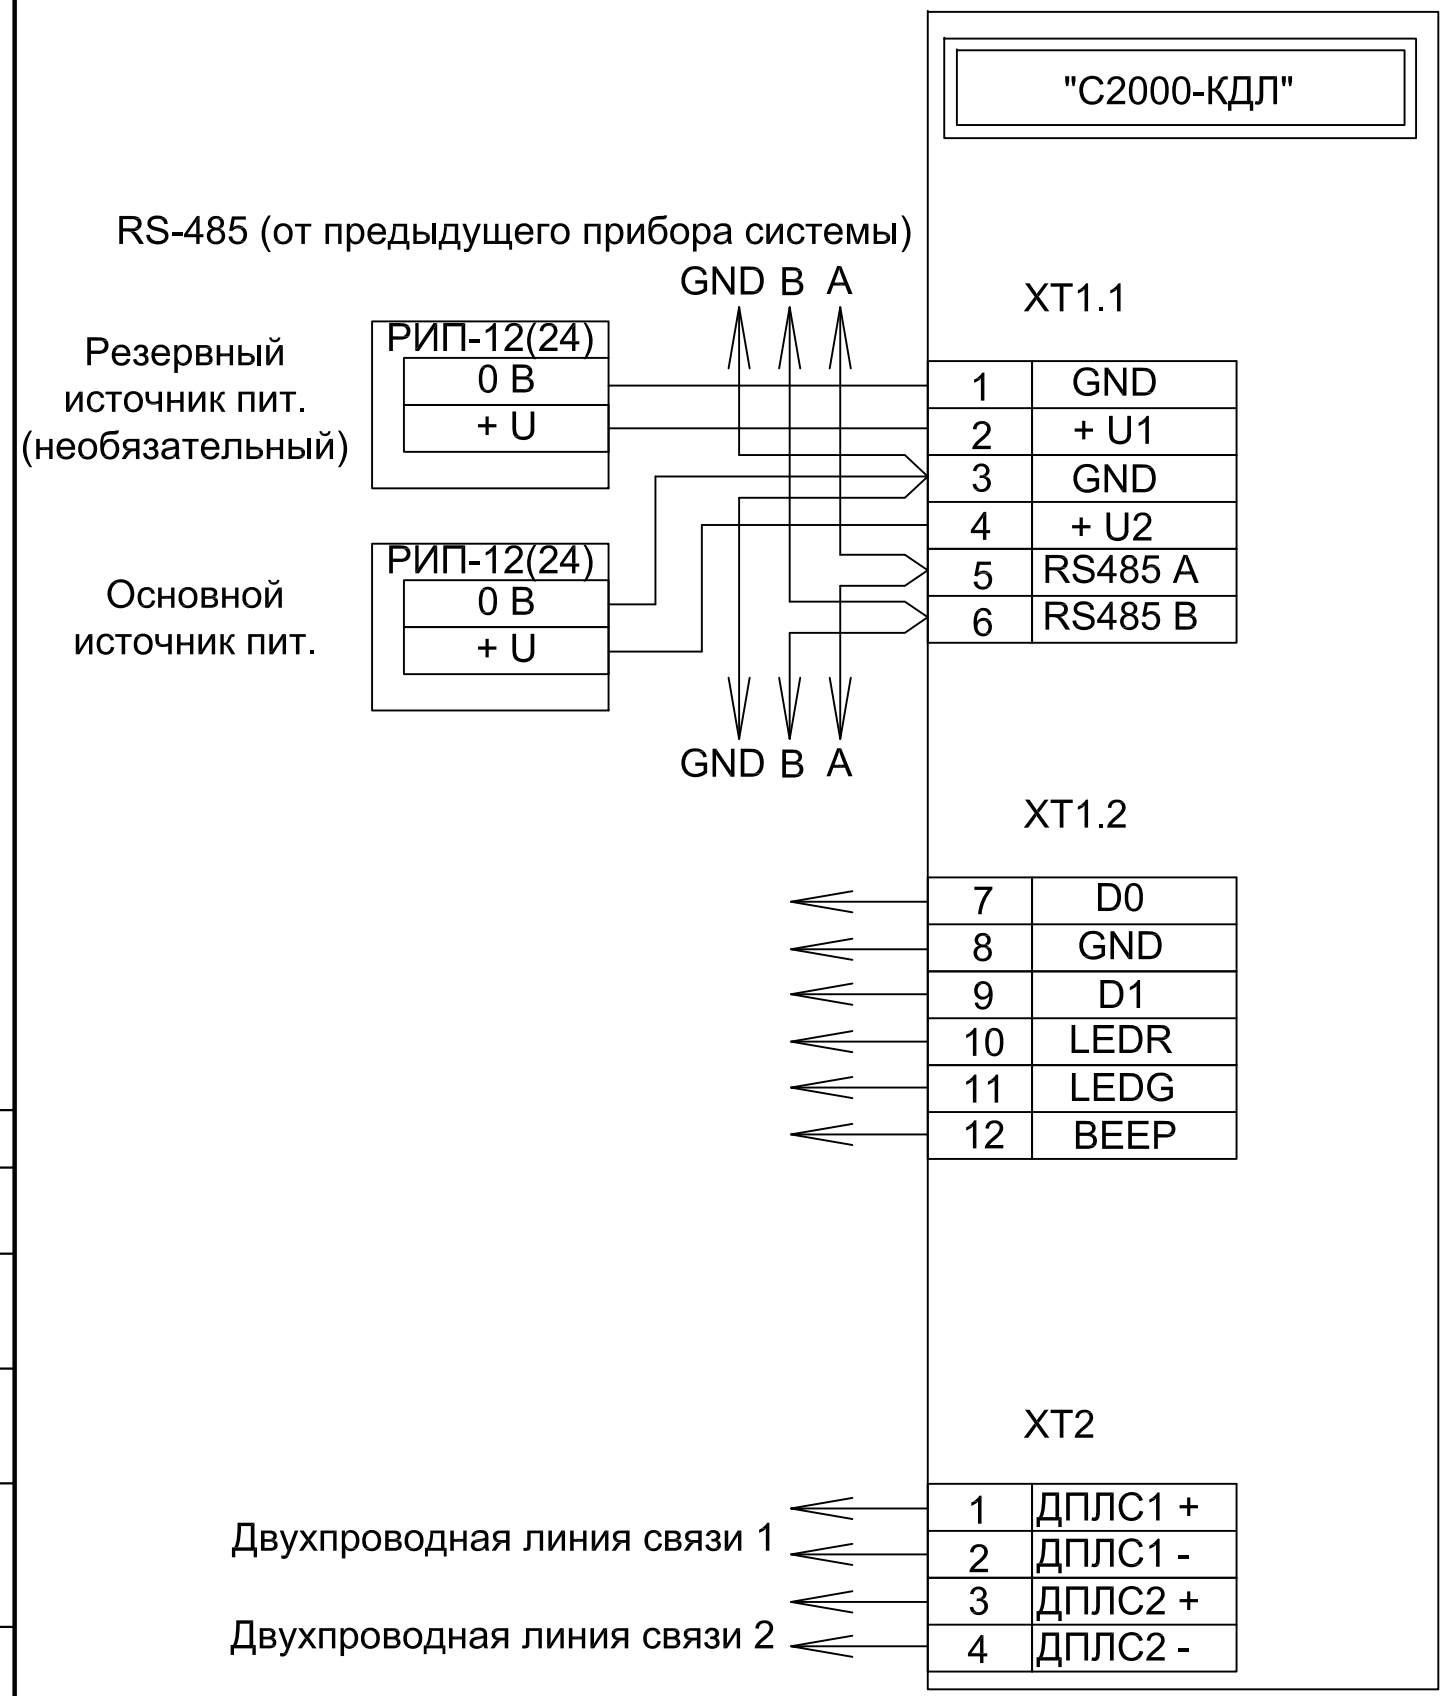 "С2000-КДЛ"
RS-485 (от предыдущего прибора системы)
GND B A
XT1.1
Резервный
источник пит.
(необязательный)
РИП-12(24)
0 В
+ U
1 GND
2 + U1
3 GND
4 + U2
5 RS485 A
6 RS485 B
Основной
источник пит.
РИП-12(24)
0 В
+ U
GND B A
XT1.2
7 D0
8 GND
9 D1
10 LEDR
11 LEDG
12 BEEP
XT2
Двухпроводная линия связи 1
1 ДПЛС1 +
2 ДПЛС1 -
Двухпроводная линия связи 2
3 ДПЛС2 +
4 ДПЛС2 -